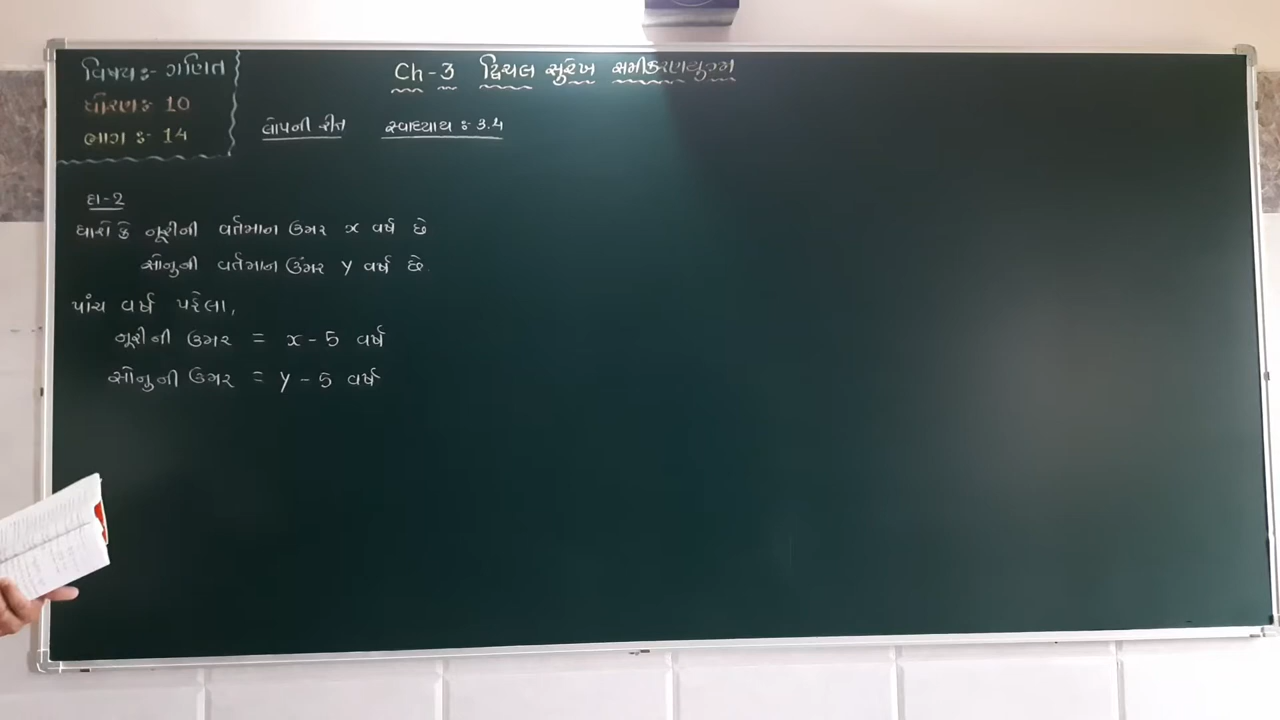 વિષય :- ગણિત
ધોરણ : 10
ભાગ :- 14
Ch - 3 દ્વિચલ સુરેખ સમીકરણયુગ્મ
લોપની રીત સ્વાધ્યાય :- 3.4
દા-2
ધારો કે નૂરીની વર્તમાન ઉંમર x વર્ષ છે
સોનુની વર્તમાન ઉંમર y વર્ષ છે.
પાંચ વર્ષ પહેલા,
નૂરીની ઉંમર = x - 5 વર્ષ
સોનુની ઉંમર = y - 5 વર્ષ